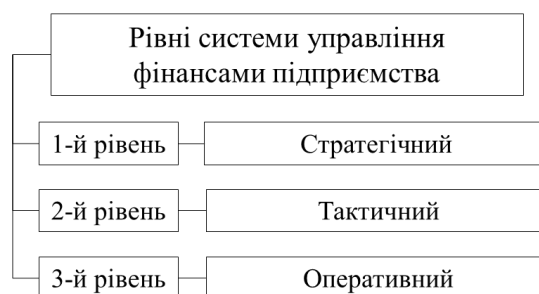 Рівні системи управління
фінансами підприємства
1-й рівень Стратегічний
2-й рівень Тактичний
3-й рівень Оперативний